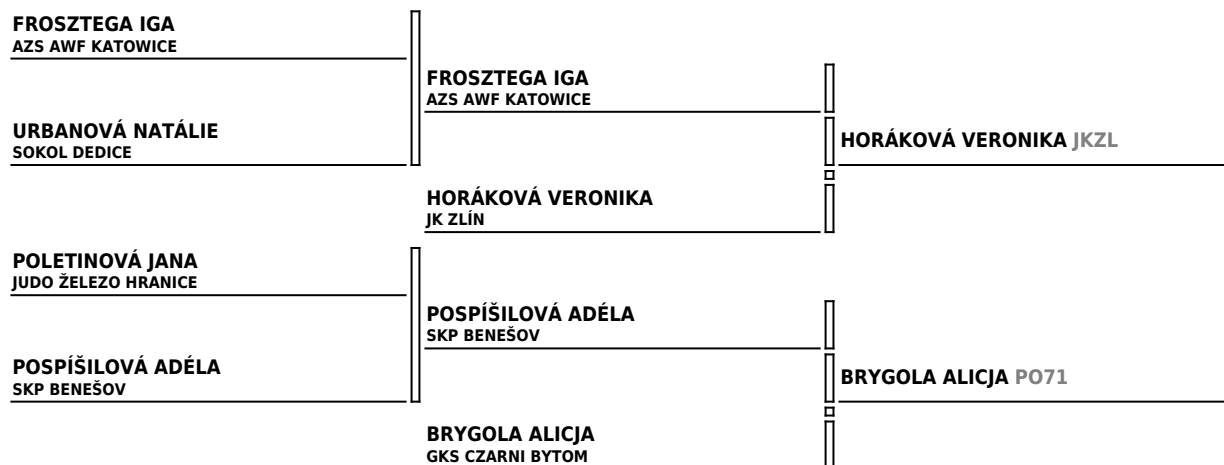 FROSZTEGA IGA
AZS AWF KATOWICE
URBANOVÁ NATÁLIE
SOKOL DEDICE
POLETINOVÁ JANA
JUDO ŽELEZO HRANICE
POSPÍŠILOVÁ ADÉLA
SKP BENEŠOV
FROSZTEGA IGA
AZS AWF KATOWICE
HORÁKOVÁ VERONIKA
JK ZLÍN
POSPÍŠILOVÁ ADÉLA
SKP BENEŠOV
BRYGOLA ALICJA
GKS CZARNI BYTOM
HORÁKOVÁ VERONIKA JKZL
BRYGOLA ALICJA PO71